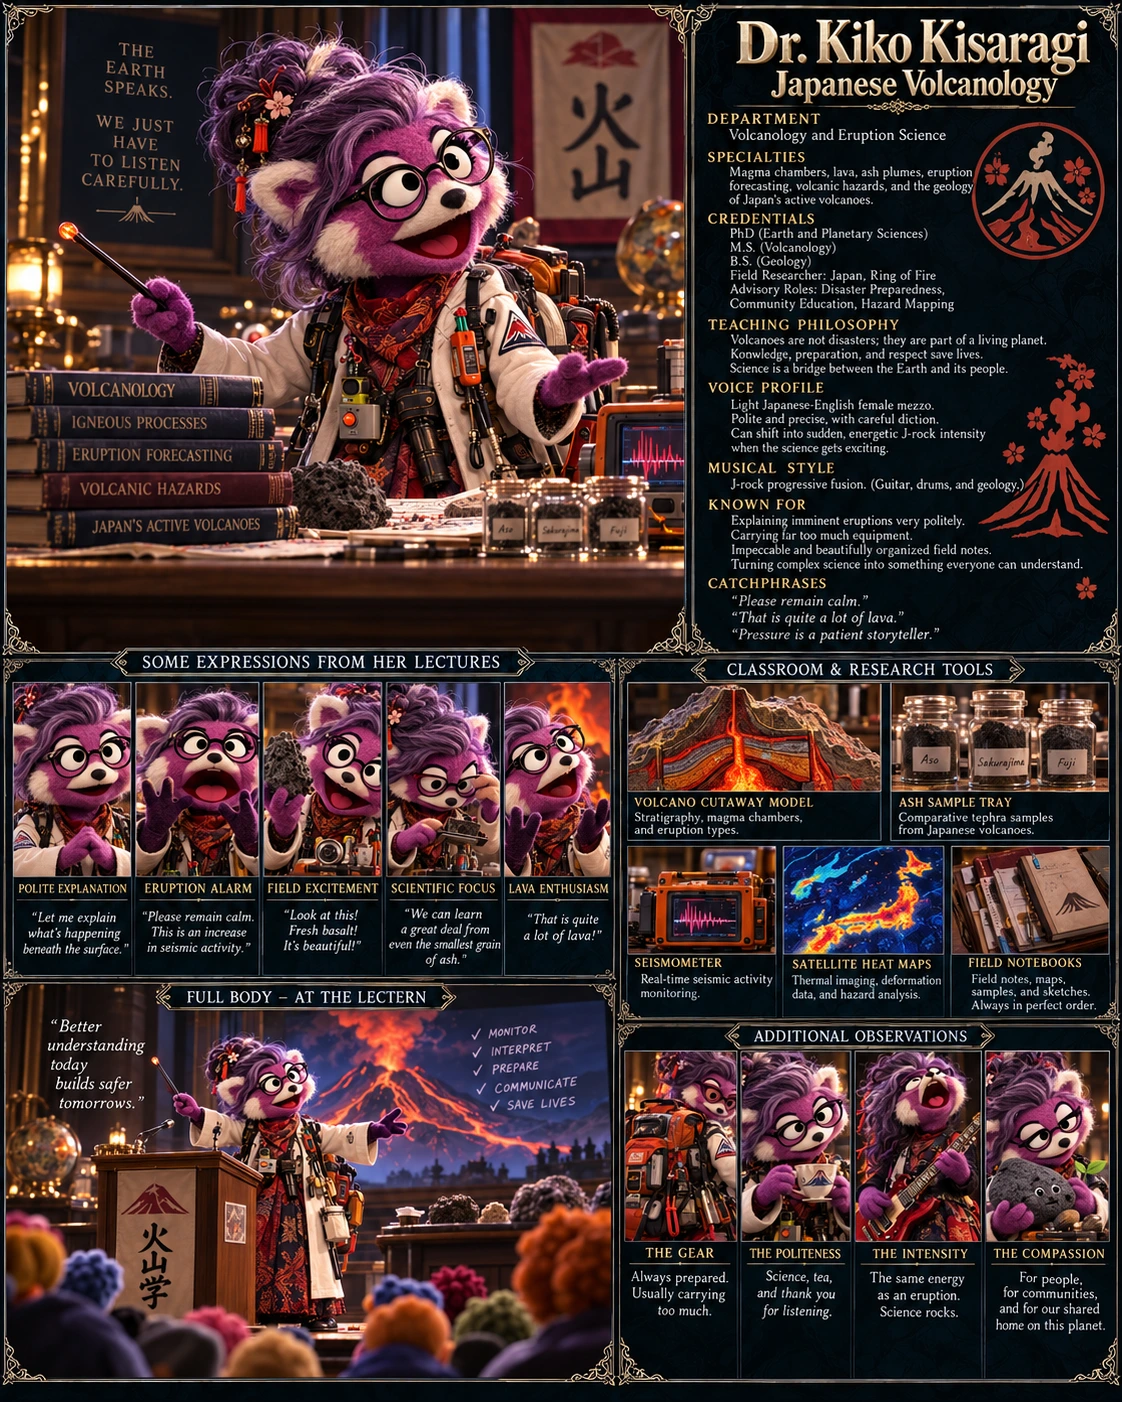 THE
EARTH
SPEAKS.
WE JUST
HAVE
TO LISTEN
CAREFULLY.
火山
VOLCANOLOGY
IGNEOUS PROCESSES
ERUPTION FORECASTING
VOLCANIC HAZARDS
JAPAN'S ACTIVE VOLCANOES
Aso
Sakurajima
Fuji
Dr. Kiko Kisaragi
Japanese Volcanology
DEPARTMENT
Volcanology and Eruption Science
SPECIALTIES
Magma chambers, lava, ash plumes, eruption
forecasting, volcanic hazards, and the geology
of Japan's active volcanoes.
CREDENTIALS
PhD (Earth and Planetary Sciences)
M.S. (Volcanology)
B.S. (Geology)
Field Researcher: Japan, Ring of Fire
Advisory Roles: Disaster Preparedness,
Community Education, Hazard Mapping
TEACHING PHILOSOPHY
Volcanoes are not disasters; they are part of a living planet.
Konwledge, preparation, and respect save lives.
Science is a bridge between the Earth and its people.
VOICE PROFILE
Light Japanese-English female mezzo.
Polite and precise, with careful diction.
Can shift into sudden, energetic J-rock intensity
when the science gets exciting.
MUSICAL STYLE
J-rock progressive fusion. (Guitar, drums, and geology.)
KNOWN FOR
Explaining imminent eruptions very politely.
Carrying far too much equipment.
Impeccable and beautifully organized field notes.
Turning complex science into something everyone can understand.
CATCHPHRASES
"Please remain calm."
"That is quite a lot of lava."
"Pressure is a patient storyteller."
SOME EXPRESSIONS FROM HER LECTURES
POLITE EXPLANATION
"Let me explain
what's happening
beneath the surface."
ERUPTION ALARM
"Please remain calm.
This is an increase
in seismic activity."
FIELD EXCITEMENT
"Look at this!
Fresh basalt!
It's beautiful!"
SCIENTIFIC FOCUS
"We can learn
a great deal from
even the smallest grain
of ash."
LAVA ENTHUSIASM
"That is quite
a lot of lava!"
CLASSROOM & RESEARCH TOOLS
VOLCANO CUTAWAY MODEL
Stratigraphy, magma chambers,
and eruption types.
Aso
Sakurajima
Fuji
ASH SAMPLE TRAY
Comparative tephra samples
from Japanese volcanoes.
SEISMOMETER
Real-time seismic activity
monitoring.
SATELLITE HEAT MAPS
Thermal imaging, deformation
data, and hazard analysis.
FIELD NOTEBOOKS
Field notes, maps,
samples, and sketches.
Always in perfect order.
FULL BODY – AT THE LECTERN
"Better
understanding
today
builds safer
tomorrows."
✓ MONITOR
✓ INTERPRET
✓ PREPARE
✓ COMMUNICATE
✓ SAVE LIVES
火山学
ADDITIONAL OBSERVATIONS
THE GEAR
Always prepared.
Usually carrying
too much.
THE POLITENESS
Science, tea,
and thank you
for listening.
THE INTENSITY
The same energy
as an eruption.
Science rocks.
THE COMPASSION
For people,
for communities,
and for our shared
home on this planet.